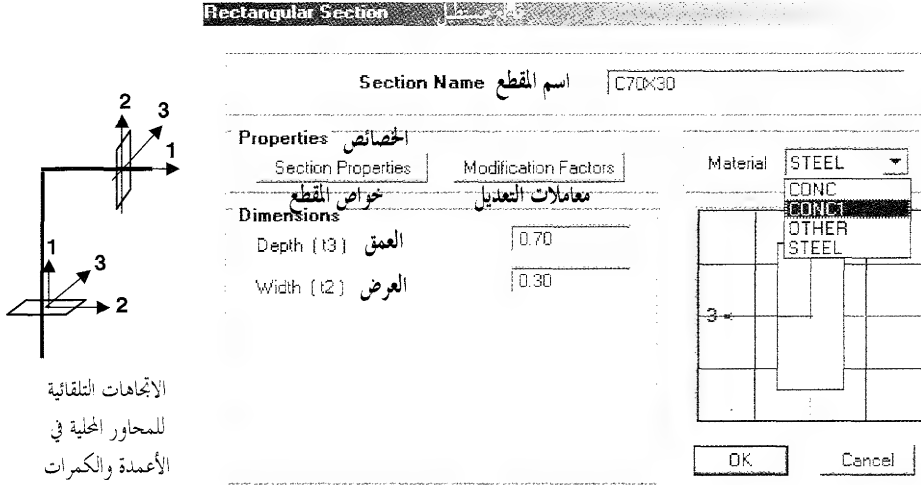 Rectangular Section
Section Name اسم المقطع C70X30
Properties الخصائص
Section Properties Modification Factors
خواص المقطع معاملات التعديل
Dimensions
Depth (t3) العمق 0.70
Width (t2) العرض 0.30
Material STEEL
CONC
CONC1
OTHER
STEEL
3
OK Cancel
2
3
1
1
3
2
الاتجاهات التلقائية
للمحاور المحلية في
الأعمدة والكمرات